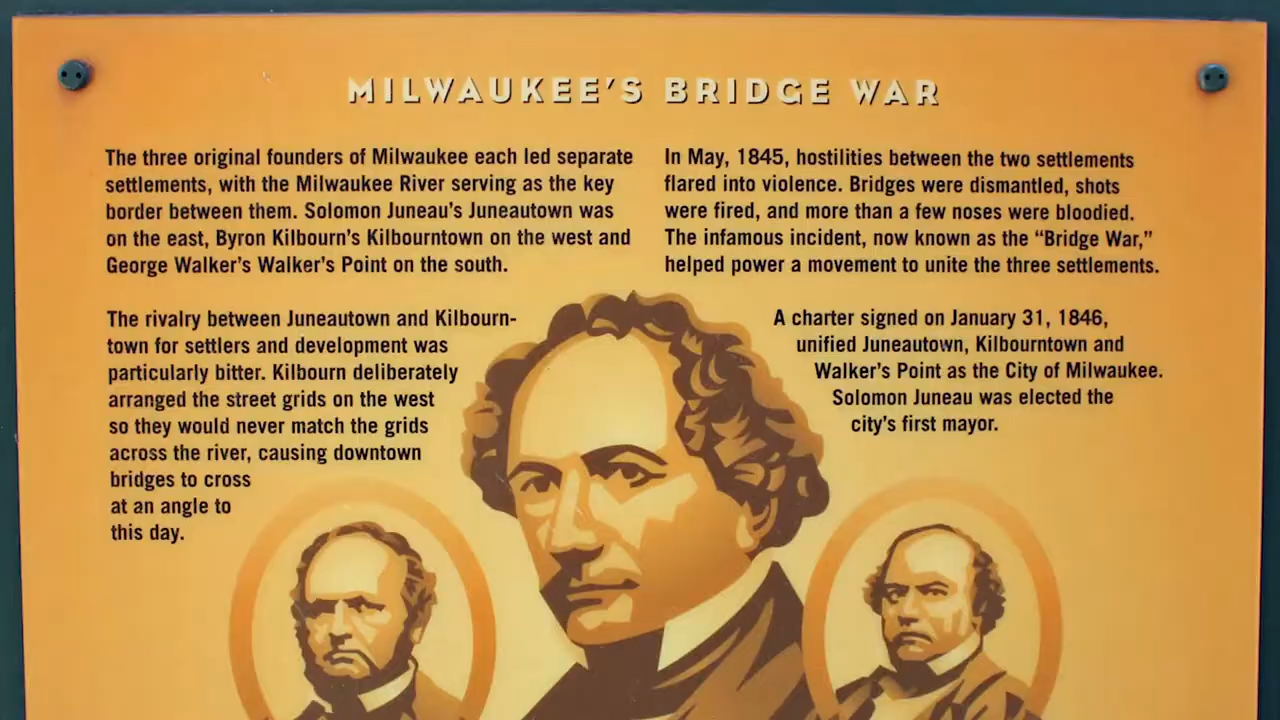 MILWAUKEE'S BRIDGE WAR
The three original founders of Milwaukee each led separate
settlements, with the Milwaukee River serving as the key
border between them. Solomon Juneau's Juneautown was
on the east, Byron Kilbourn's Kilbourntown on the west and
George Walker's Walker's Point on the south.
The rivalry between Juneautown and Kilbourn-
town for settlers and development was
particularly bitter. Kilbourn deliberately
arranged the street grids on the west
so they would never match the grids
across the river, causing downtown
bridges to cross
at an angle to
this day.
In May, 1845, hostilities between the two settlements
flared into violence. Bridges were dismantled, shots
were fired, and more than a few noses were bloodied.
The infamous incident, now known as the “Bridge War,”
helped power a movement to unite the three settlements.
A charter signed on January 31, 1846,
unified Juneautown, Kilbourntown and
Walker's Point as the City of Milwaukee.
Solomon Juneau was elected the
city's first mayor.